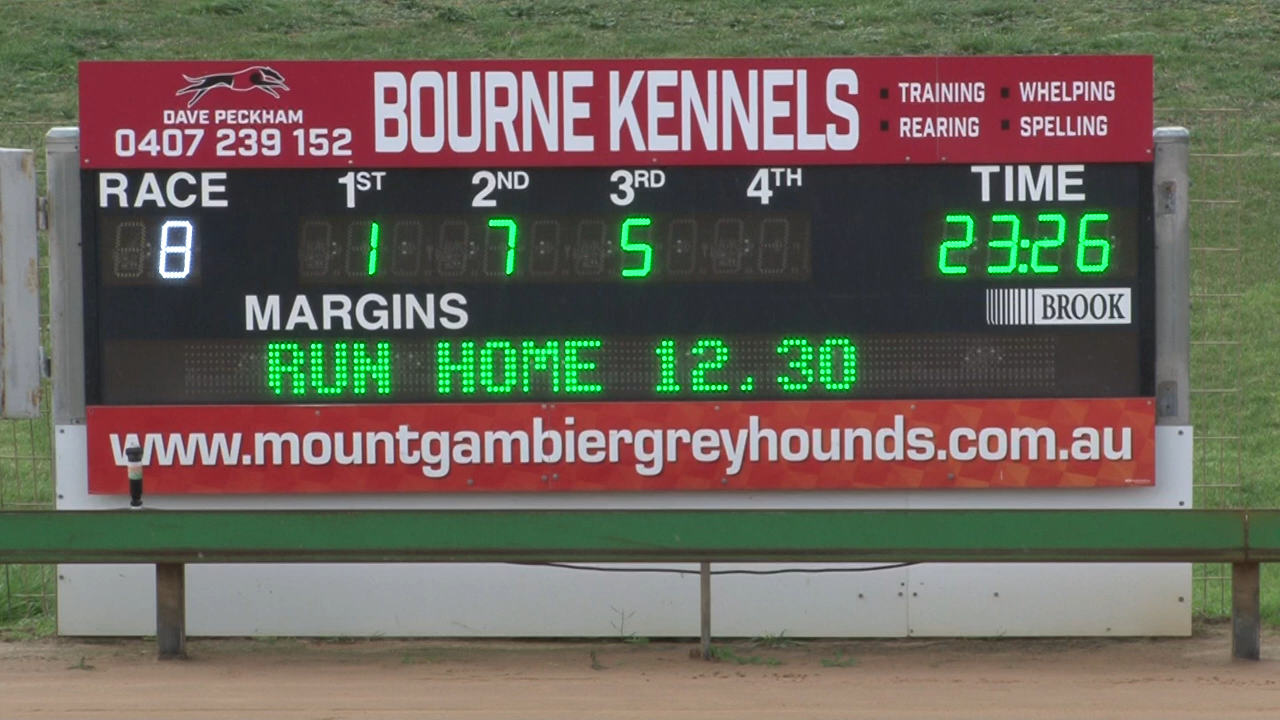 DAVE PECKHAM
0407 239 152
BOURNE KENNELS
▪ TRAINING ▪ WHELPING
▪ REARING ▪ SPELLING
RACE 1ST 2ND 3RD 4TH TIME
8 1 7 5 23:26
MARGINS BROOK
RUN HOME 12.30
www.mountgambiergreyhounds.com.au